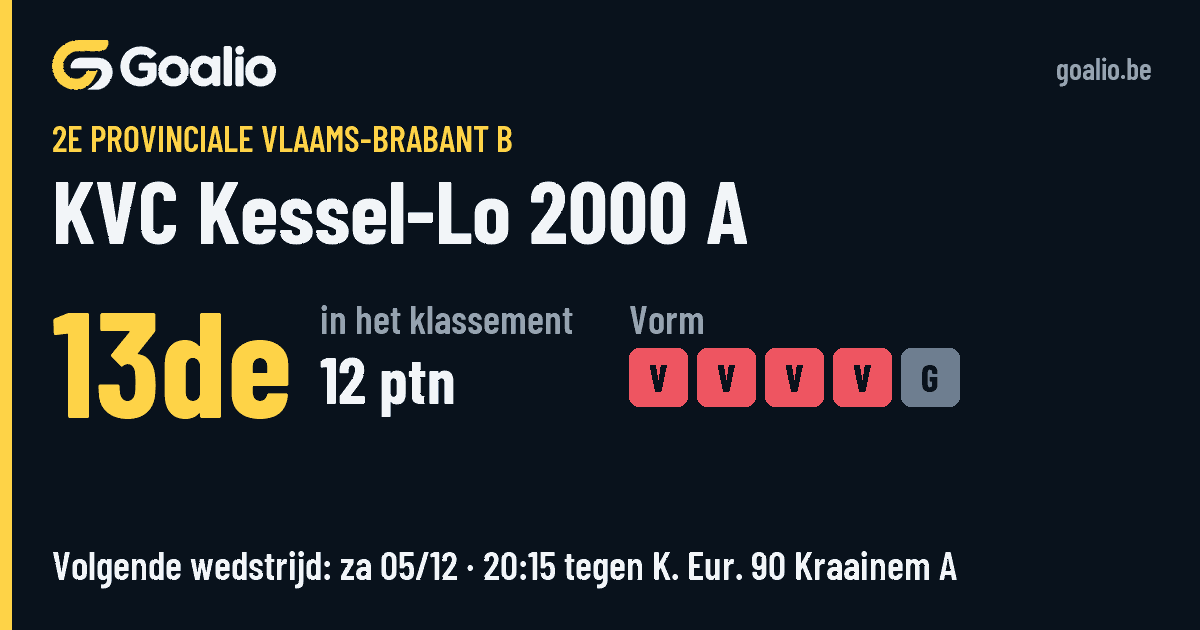 Goalio
goalio.be
2E PROVINCIALE VLAAMS-BRABANT B
KVC Kessel-Lo 2000 A
13de
in het klassement
12 ptn
Vorm
V V V V G
Volgende wedstrijd: za 05/12 · 20:15 tegen K. Eur. 90 Kraainem A